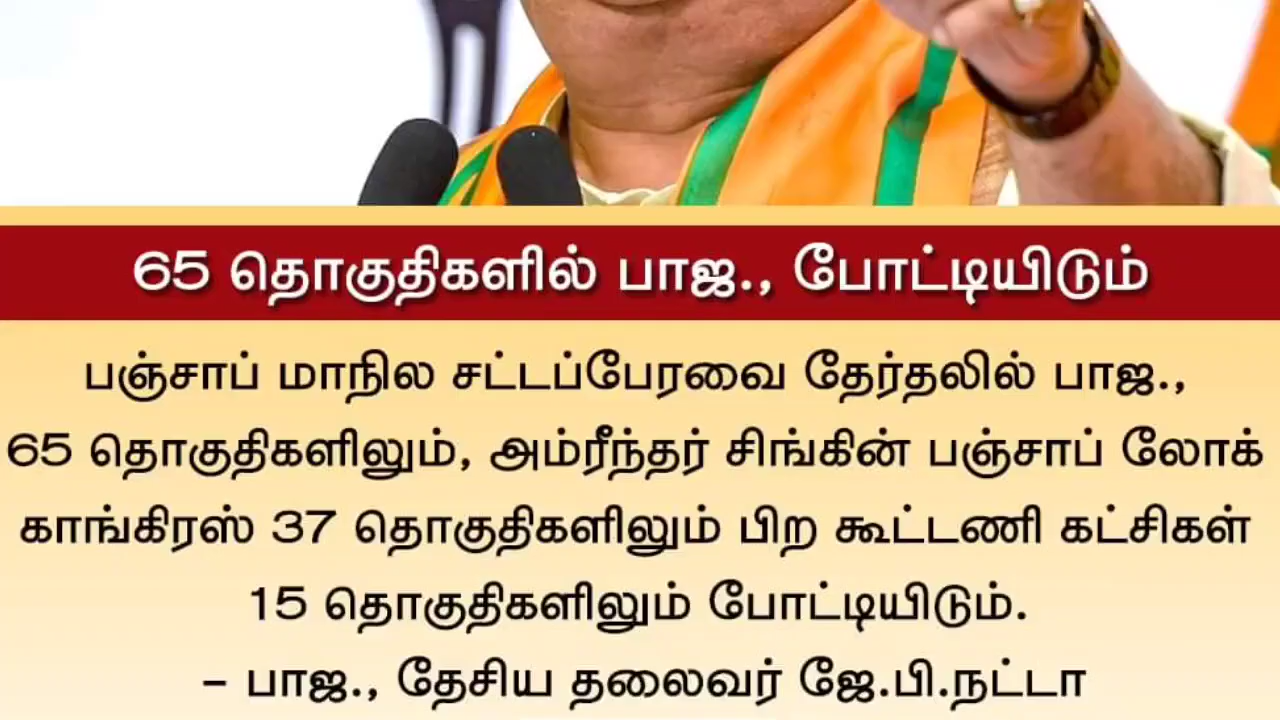 65 தொகுதிகளில் பாஜ., போட்டியிடும்
பஞ்சாப் மாநில சட்டப்பேரவை தேர்தலில் பாஜ.,
65 தொகுதிகளிலும், அம்ரீந்தர் சிங்கின் பஞ்சாப் லோக்
காங்கிரஸ் 37 தொகுதிகளிலும் பிற கூட்டணி கட்சிகள்
15 தொகுதிகளிலும் போட்டியிடும்.
– பாஜ., தேசிய தலைவர் ஜே.பி.நட்டா